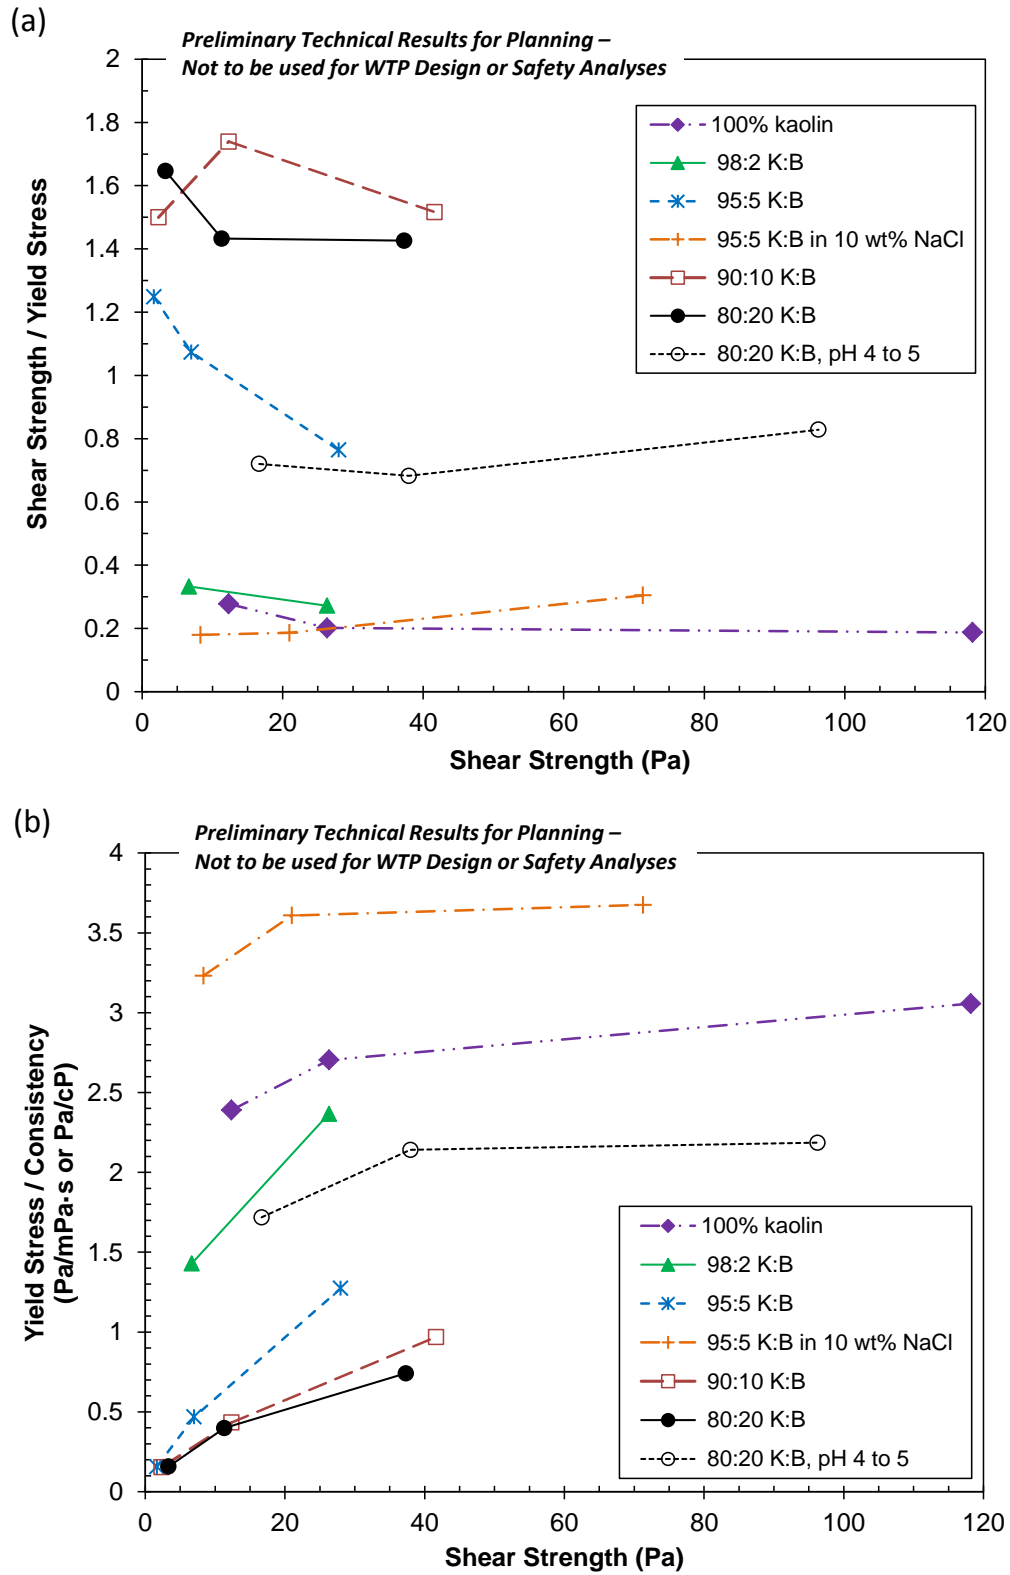 (a)
Preliminary Technical Results for Planning –
Not to be used for WTP Design or Safety Analyses
2
1.8
1.6
1.4
1.2
1
0.8
0.6
0.4
0.2
0
Shear Strength / Yield Stress
100% kaolin
98:2 K:B
95:5 K:B
95:5 K:B in 10 wt% NaCl
90:10 K:B
80:20 K:B
80:20 K:B, pH 4 to 5
0 20 40 60 80 100 120
Shear Strength (Pa)
(b)
Preliminary Technical Results for Planning –
Not to be used for WTP Design or Safety Analyses
4
3.5
3
2.5
2
1.5
1
0.5
0
Yield Stress / Consistency
(Pa/mPa·s or Pa/cP)
100% kaolin
98:2 K:B
95:5 K:B
95:5 K:B in 10 wt% NaCl
90:10 K:B
80:20 K:B
80:20 K:B, pH 4 to 5
0 20 40 60 80 100 120
Shear Strength (Pa)